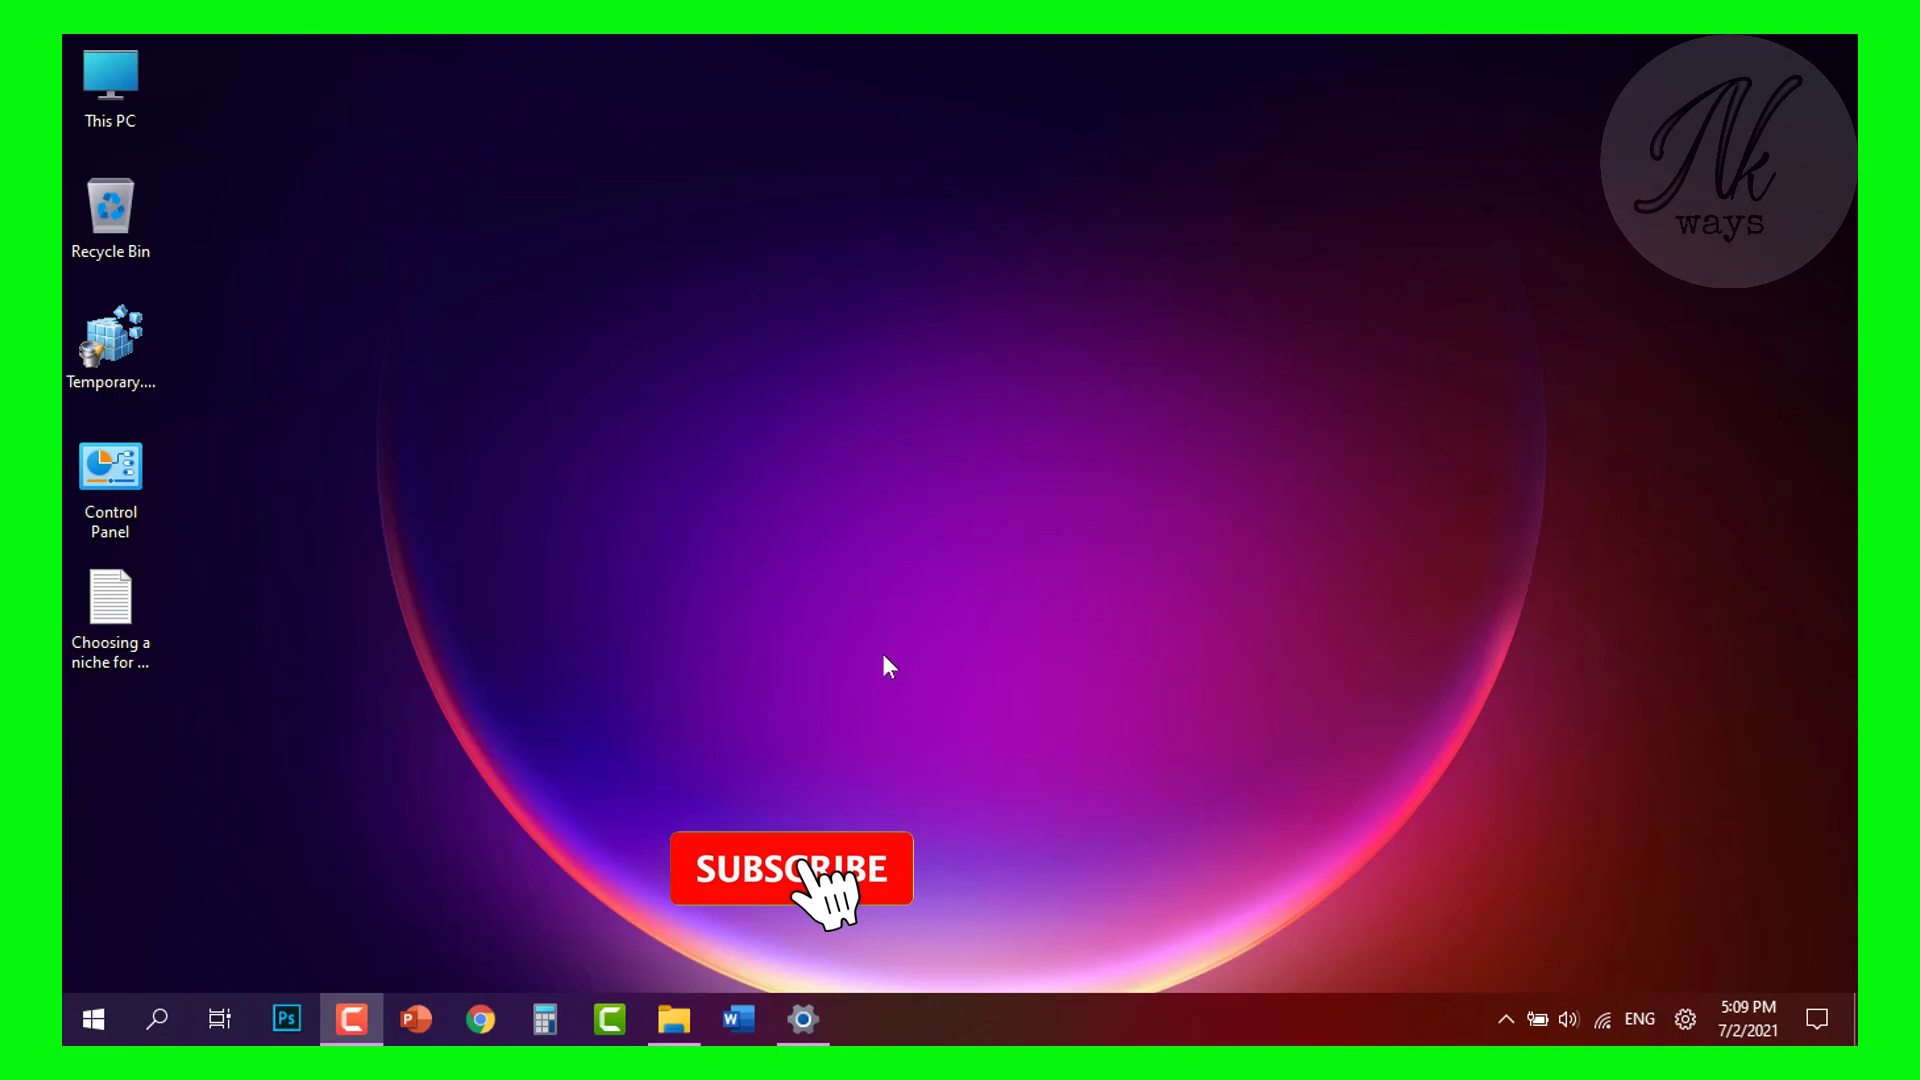 This PC
Nk
ways
Recycle Bin
Temporary....
Control
Panel
Choosing a
niche for ...
SUBSCRIBE
Ps
W
ENG
5:09 PM
7/2/2021